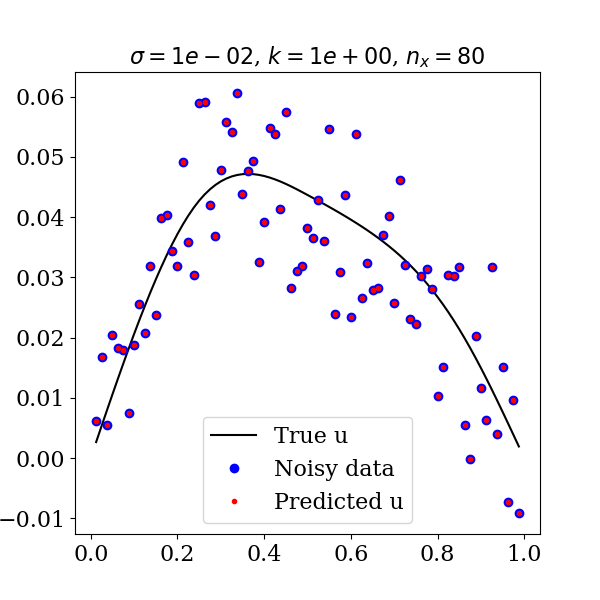 σ = 1e − 02, k = 1e + 00, nₓ = 80
0.06
0.05
0.04
0.03
0.02
0.01
0.00
−0.01
True u
Noisy data
Predicted u
0.0 0.2 0.4 0.6 0.8 1.0